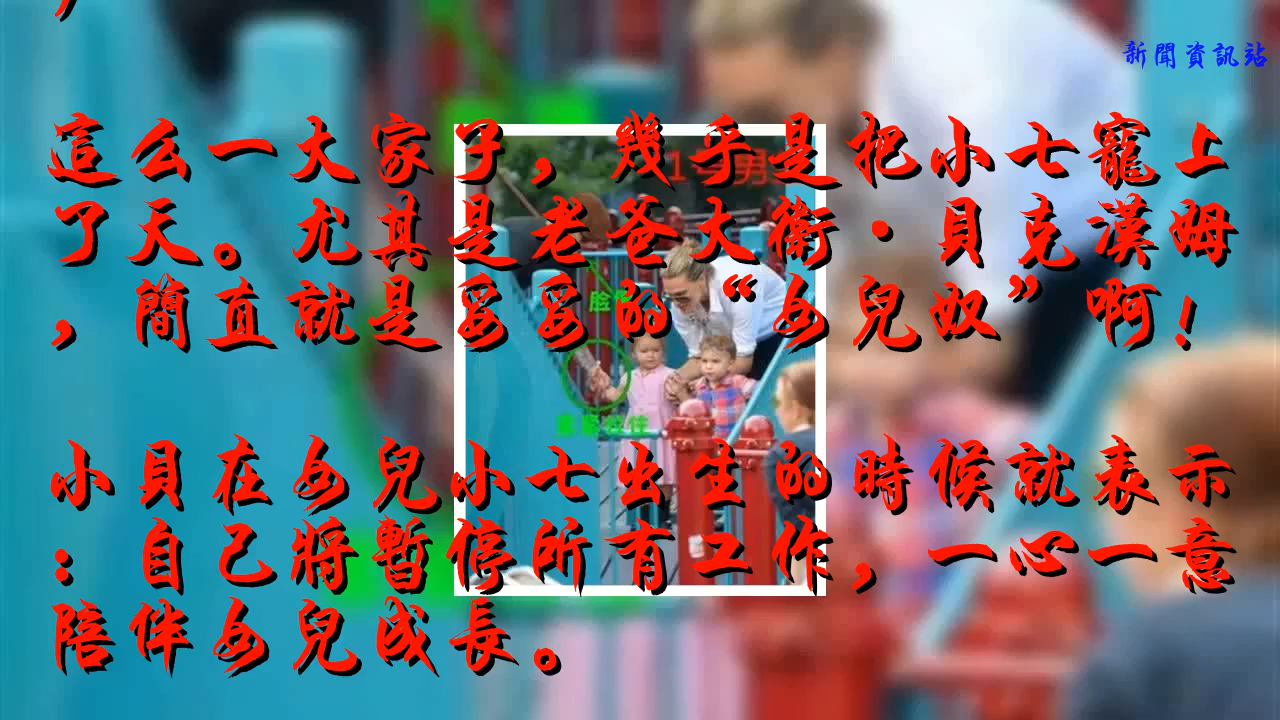 ，
新聞資訊站
這么一大家子，幾乎是把小七寵上
了天。尤其是老爸大衛·貝克漢姆
，簡直就是妥妥的“女兒奴”啊！
小貝在女兒小七出生的時候就表示
：自己將暫停所有工作，一心一意
陪伴女兒成長。